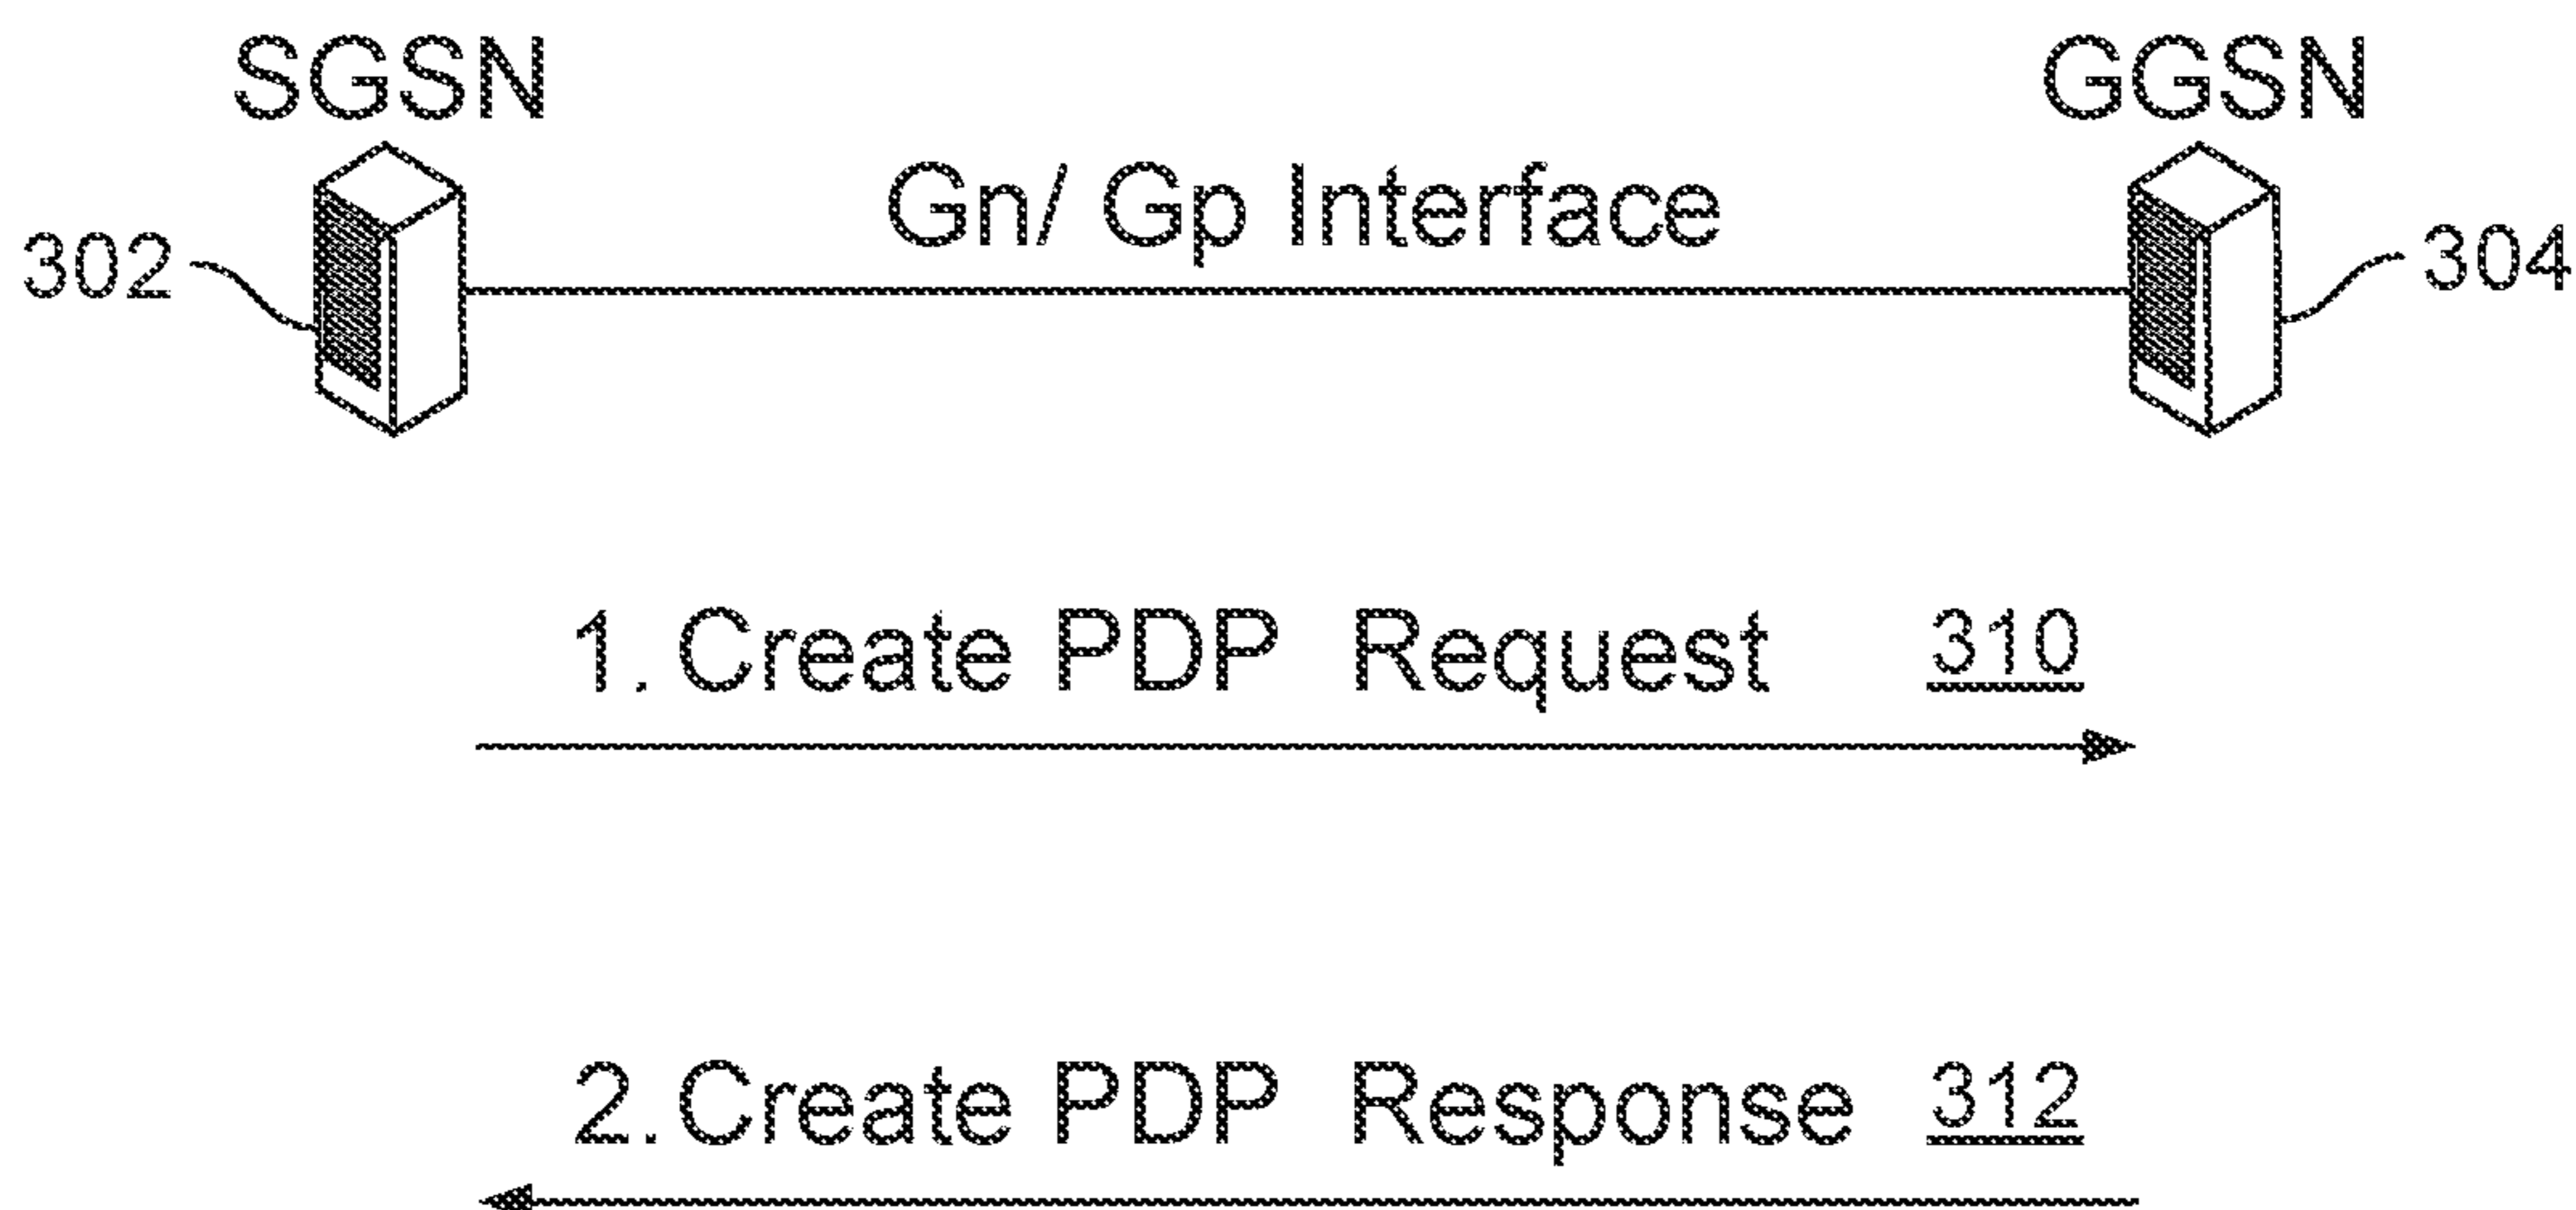 SGSN
GGSN
Gn/ Gp Interface
302
304
1. Create PDP Request 310
2. Create PDP Response 312